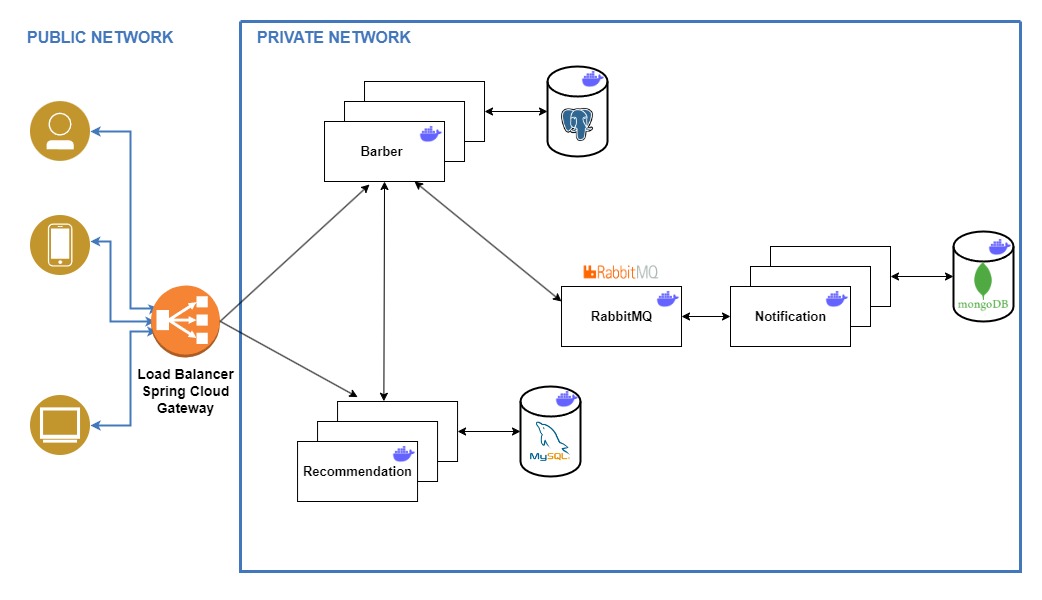 PUBLIC NETWORK
PRIVATE NETWORK
Barber
RabbitMQ
RabbitMQ
Notification
mongoDB
Load Balancer
Spring Cloud
Gateway
Recommendation
MySQL